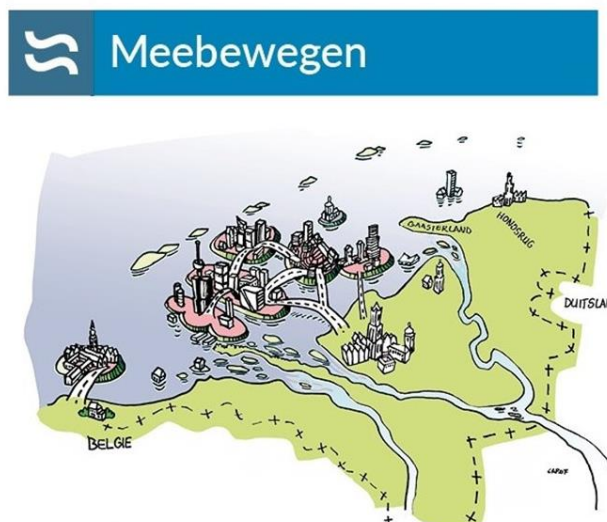 Meebewegen
GAASTERLAND
HONDSRUG
DUITSLA
BELGIE